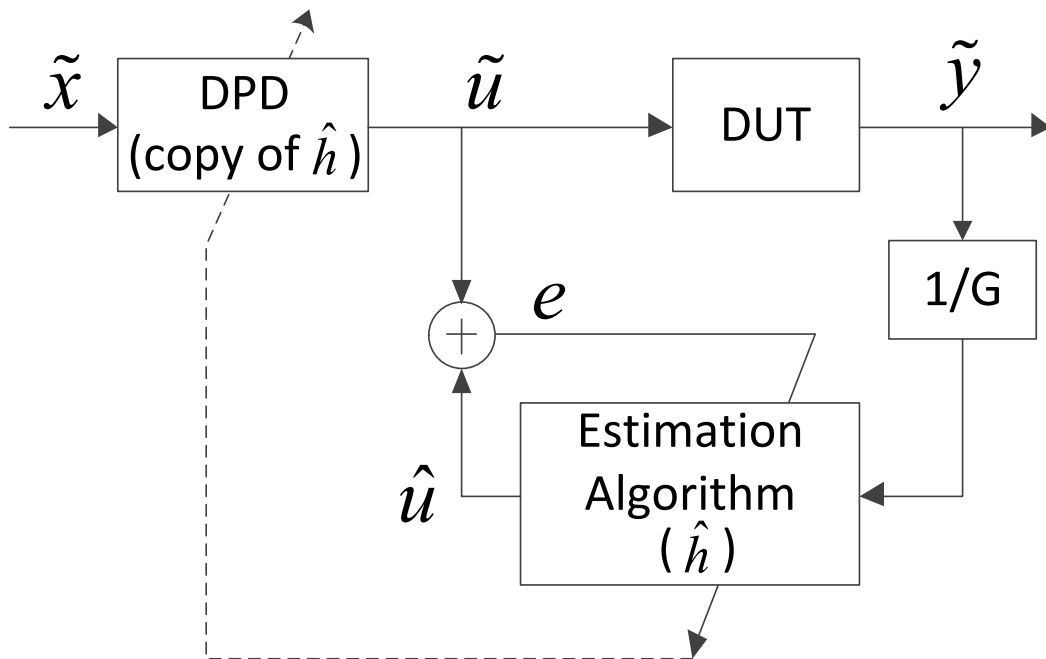 x̃
DPD
(copy of ĥ)
ũ
DUT
ỹ
1/G
+
e
Estimation
Algorithm
(ĥ)
û